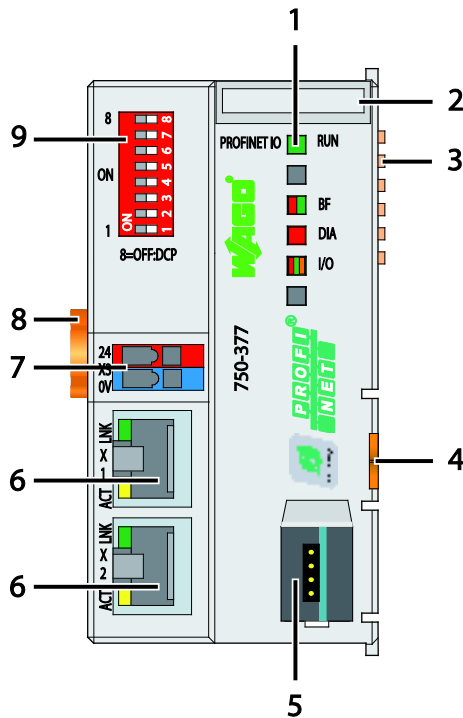 1
2
3
4
5
6
6
7
8
9
8
ON
1
ON
1 2 3 4 5 6 7 8
8=OFF:DCP
PROFINET IO
RUN
BF
DIA
I/O
WAGO®
750-377
PROFI®
NET
24
X3
0V
LNK
X
1
ACT
LNK
X
2
ACT